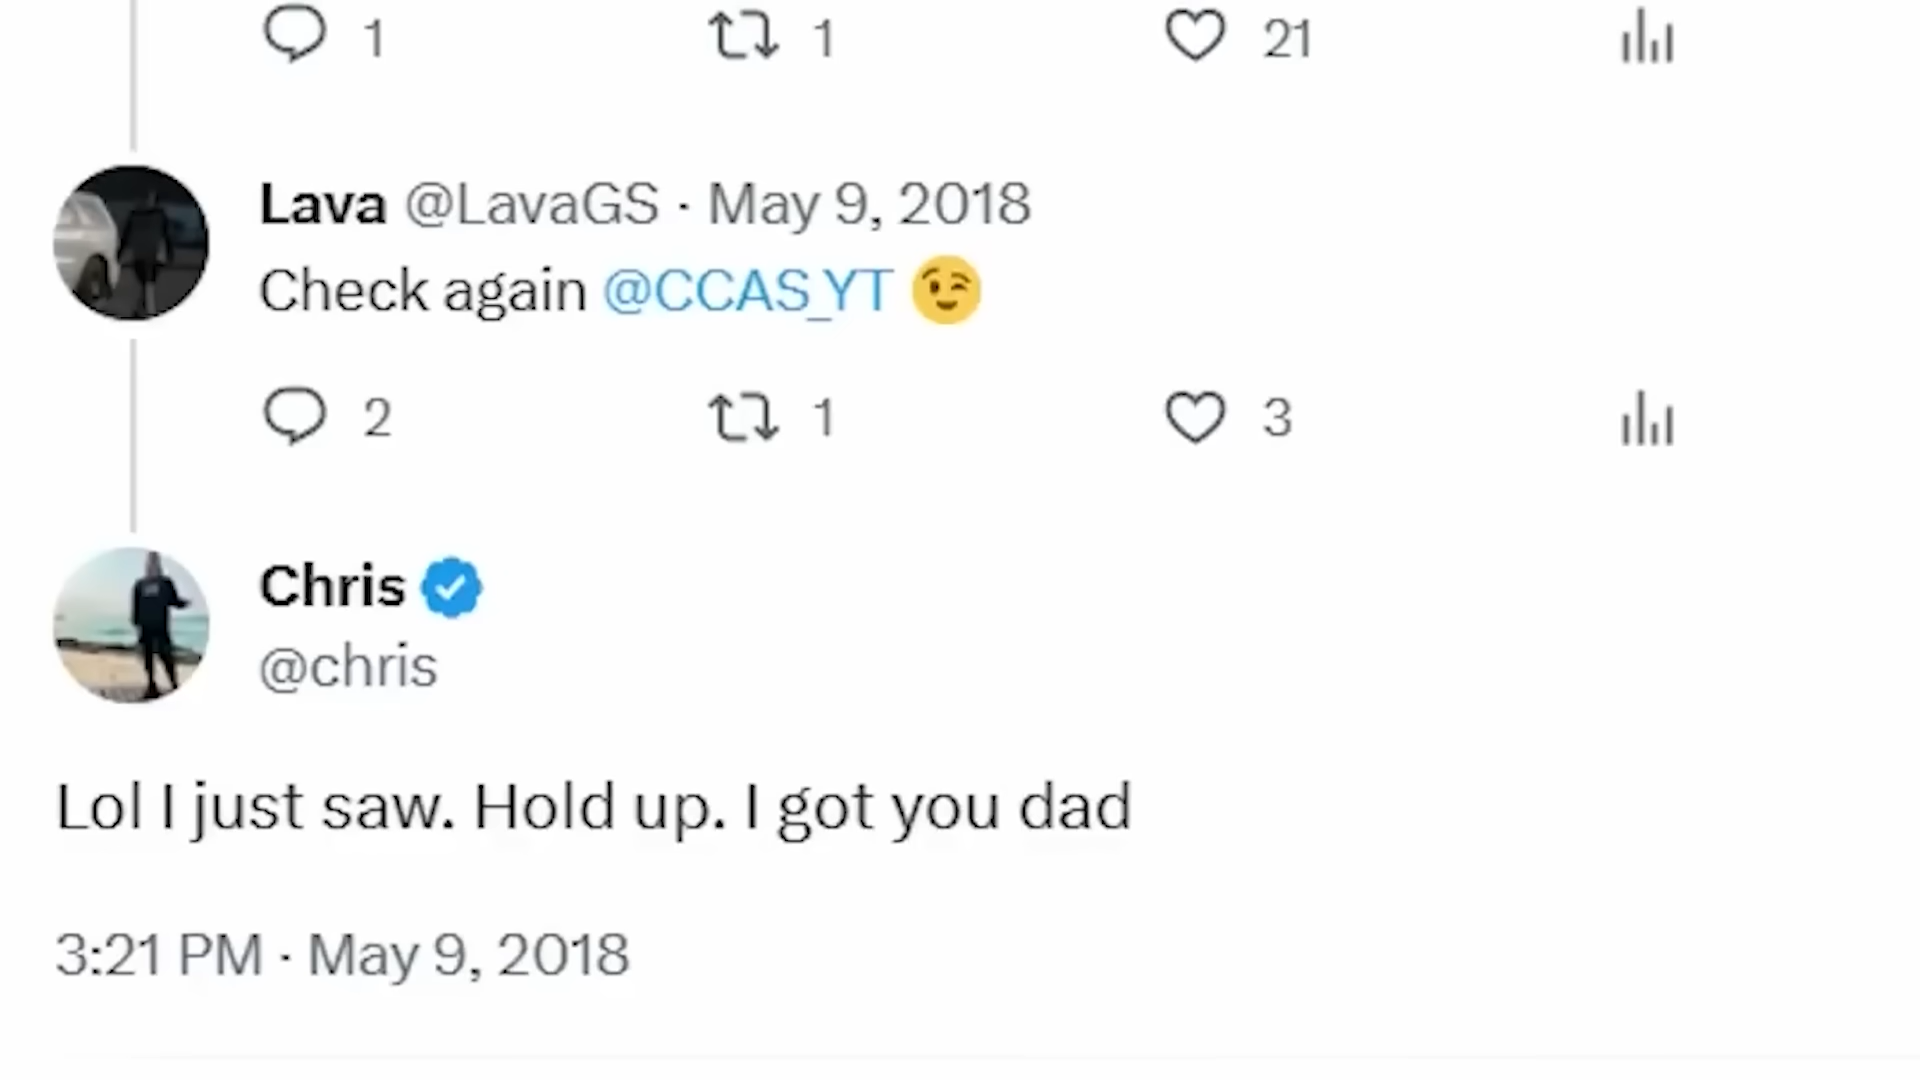 1 1 21
Lava @LavaGS · May 9, 2018
Check again @CCAS_YT 😉
2 1 3
Chris
@chris
Lol I just saw. Hold up. I got you dad
3:21 PM · May 9, 2018